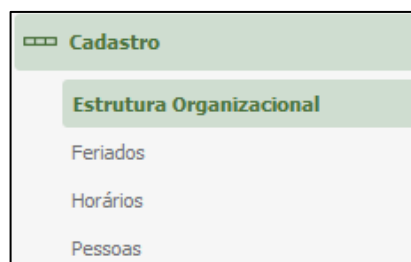 Cadastro
Estrutura Organizacional
Feriados
Horários
Pessoas